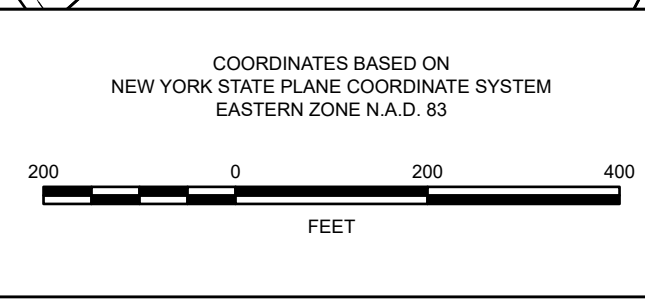 COORDINATES BASED ON
NEW YORK STATE PLANE COORDINATE SYSTEM
EASTERN ZONE N.A.D. 83
200 0 200 400
FEET